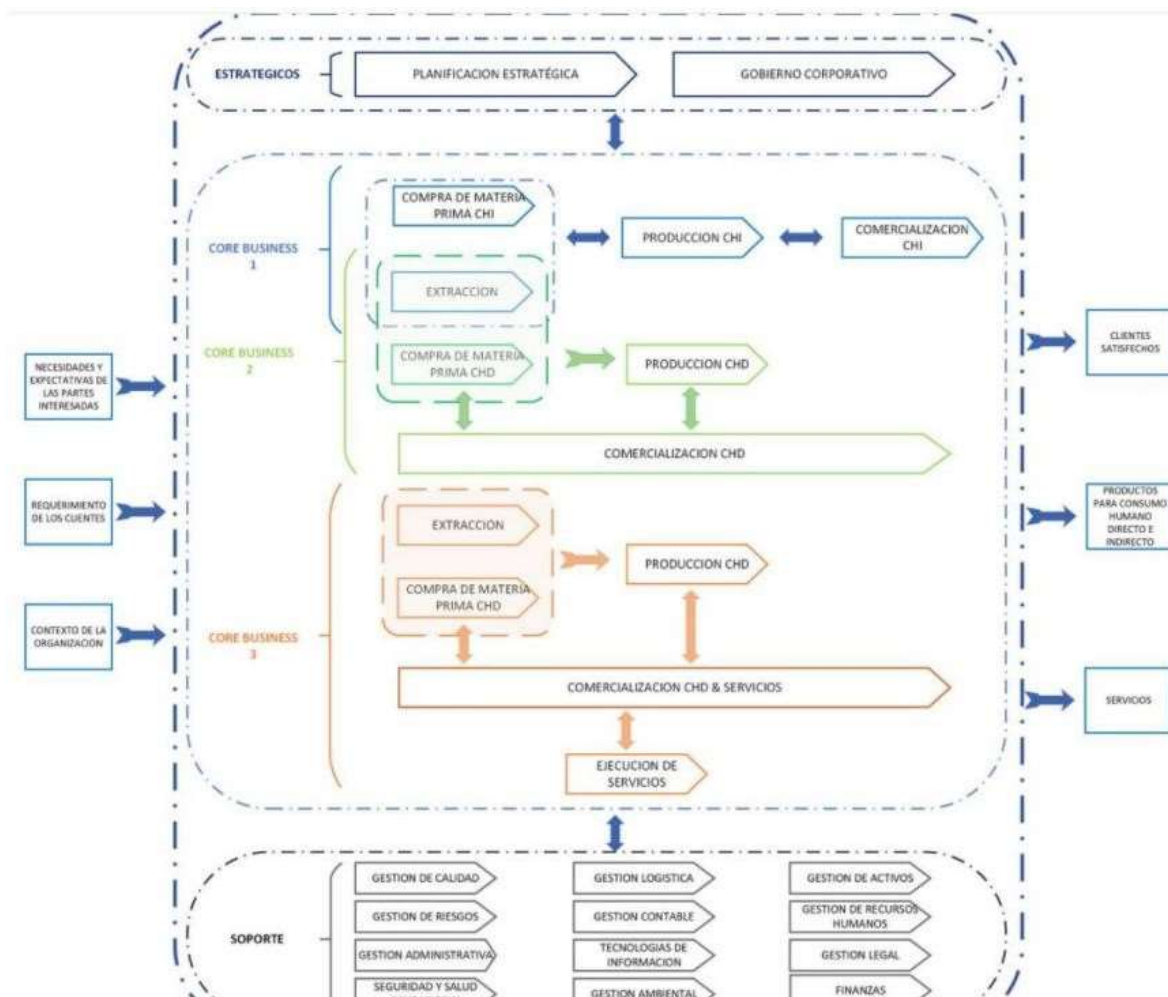 ESTRATEGICOS
PLANIFICACION ESTRATÉGICA
GOBIERNO CORPORATIVO
CORE BUSINESS
1
COMPRA DE MATERIA
PRIMA CHI
PRODUCCION CHI
COMERCIALIZACION
CHI
EXTRACCION
CORE BUSINESS
2
COMPRA DE MATERIA
PRIMA CHD
PRODUCCION CHD
COMERCIALIZACION CHD
NECESIDADES Y
EXPECTATIVAS DE
LAS PARTES
INTERESADAS
REQUERIMIENTO
DE LOS CLIENTES
CONTEXTO DE LA
ORGANIZACION
CORE BUSINESS
3
EXTRACCION
COMPRA DE MATERIA
PRIMA CHD
PRODUCCION CHD
COMERCIALIZACION CHD & SERVICIOS
EJECUCION DE
SERVICIOS
CLIENTES
SATISFECHOS
PRODUCTOS
PARA CONSUMO
HUMANO
DIRECTO E
INDIRECTO
SERVICIOS
SOPORTE
GESTION DE CALIDAD
GESTION LOGISTICA
GESTION DE ACTIVOS
GESTION DE RIESGOS
GESTION CONTABLE
GESTION DE RECURSOS
HUMANOS
GESTION ADMINISTRATIVA
TECNOLOGIAS DE
INFORMACION
GESTION LEGAL
SEGURIDAD Y SALUD
GESTION AMBIENTAL
FINANZAS